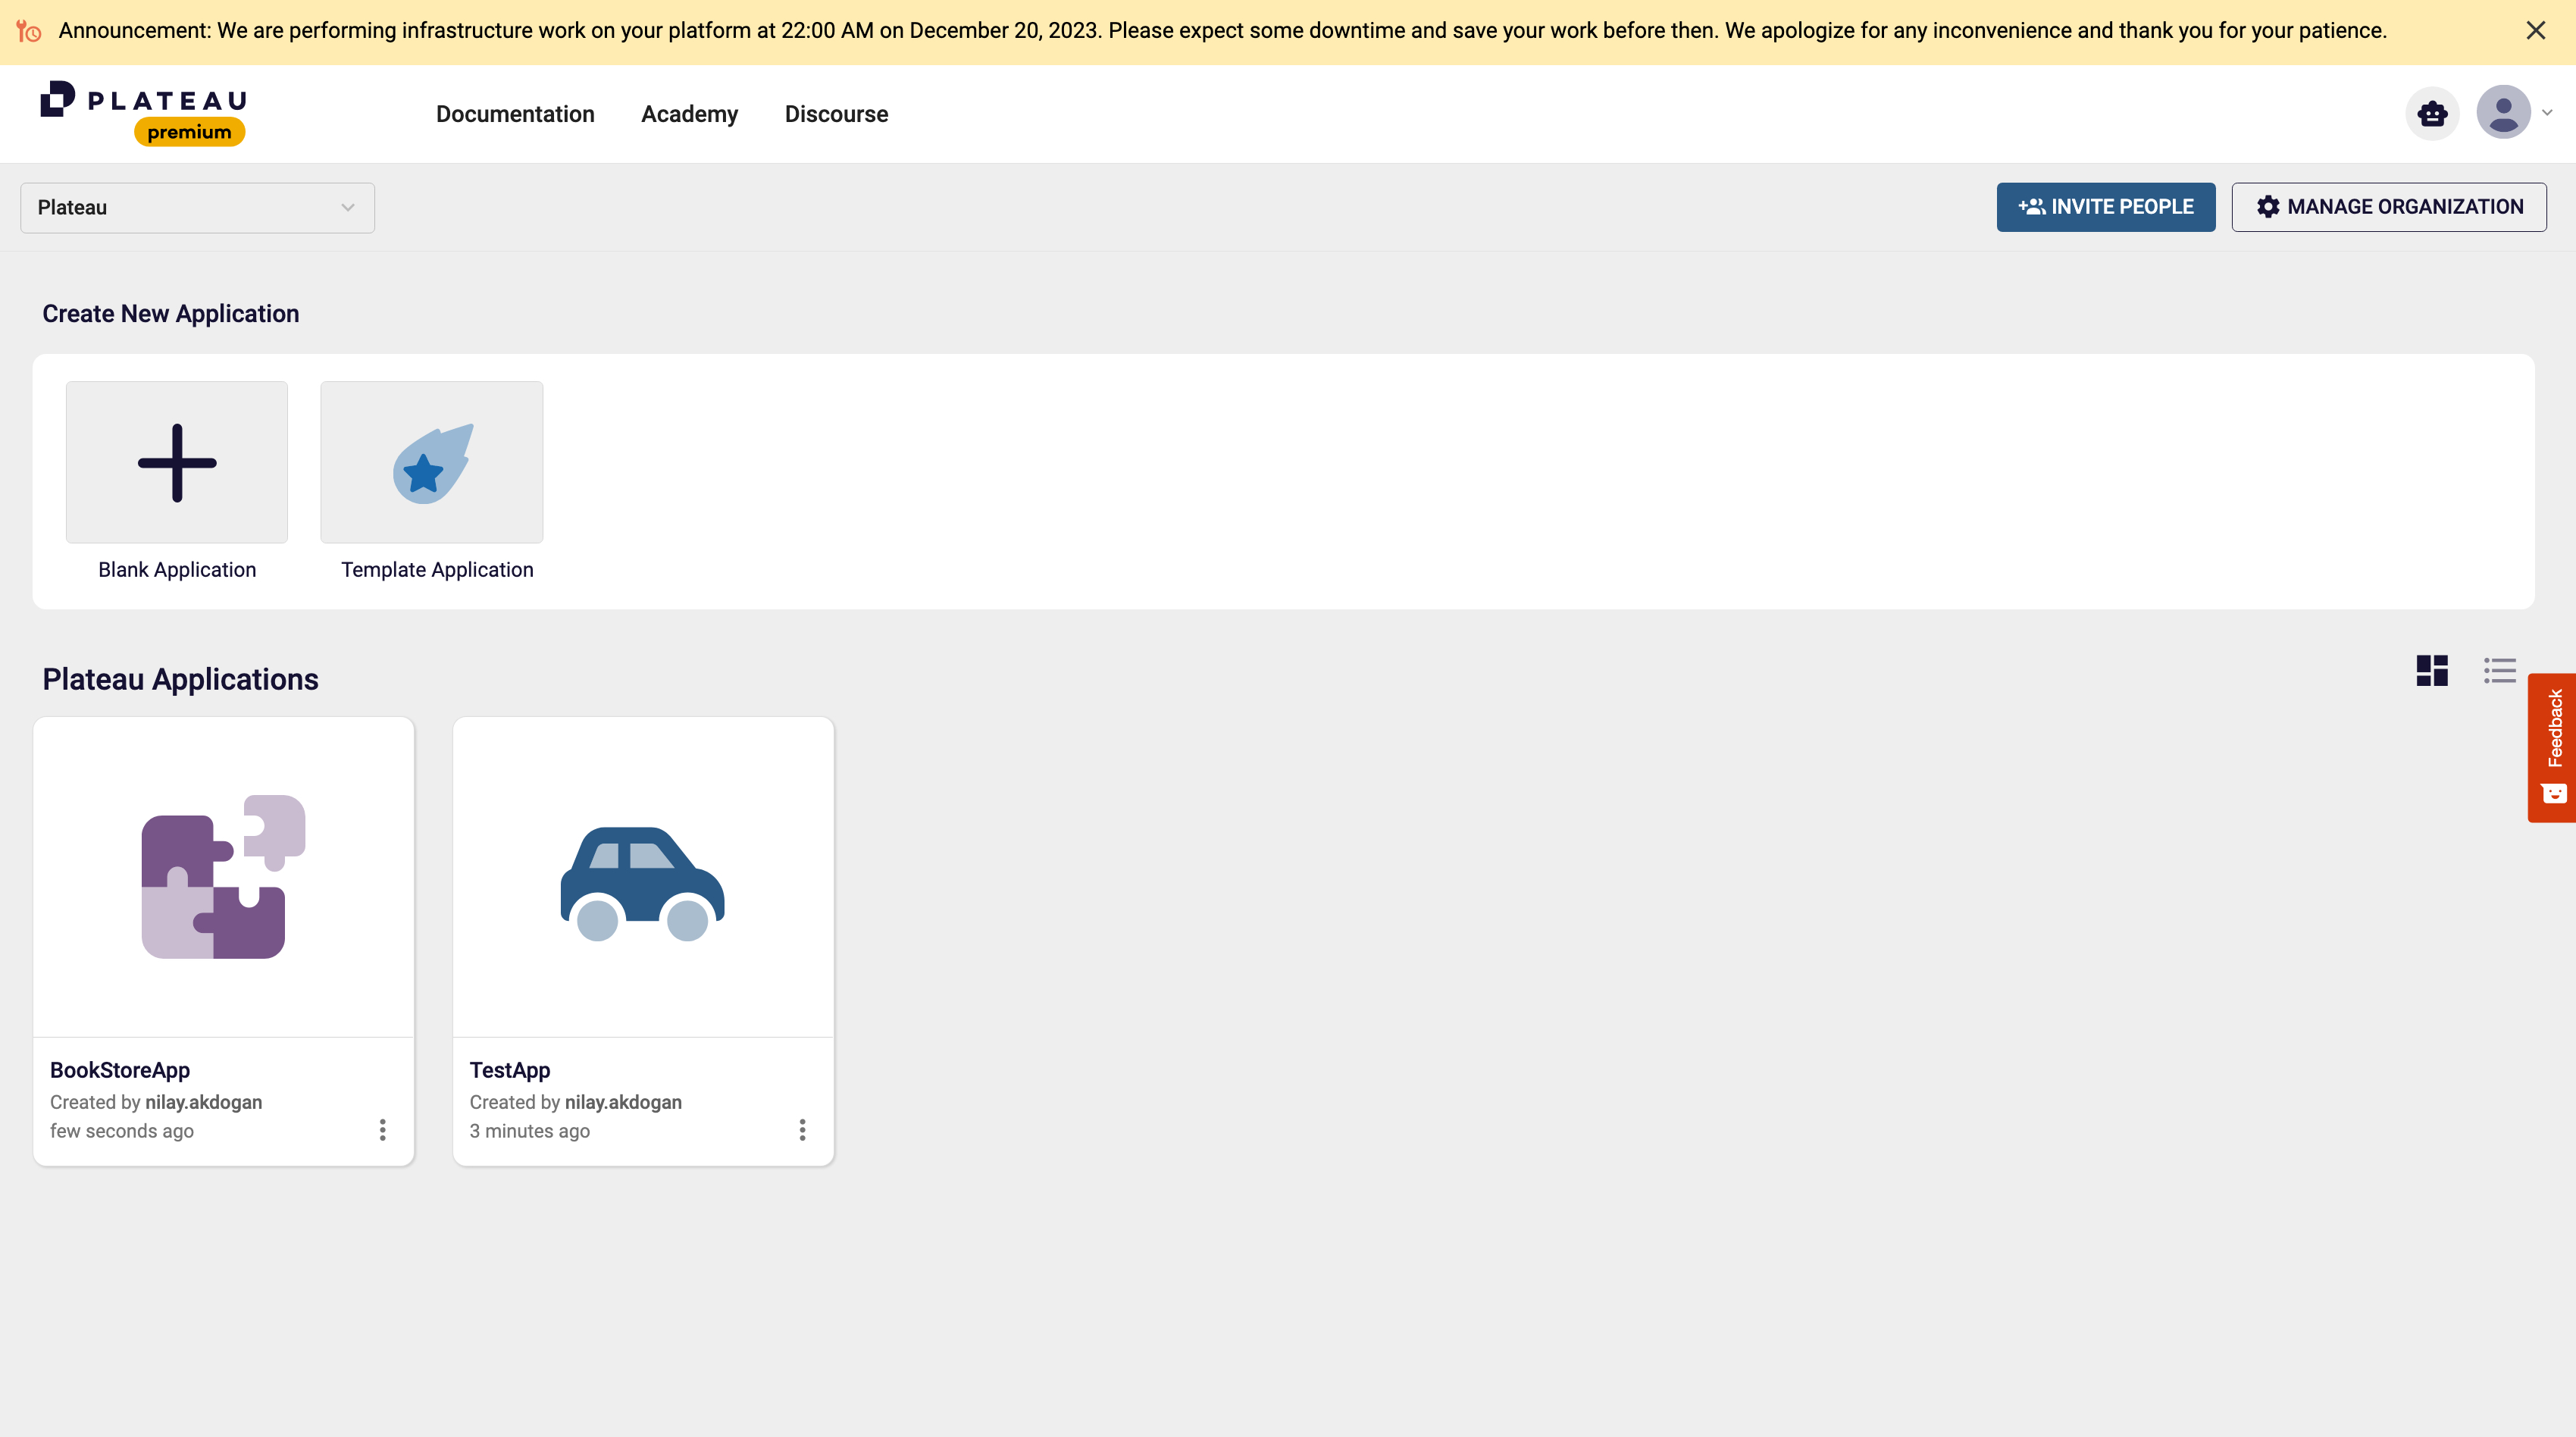 Announcement: We are performing infrastructure work on your platform at 22:00 AM on December 20, 2023. Please expect some downtime and save your work before then. We apologize for any inconvenience and thank you for your patience.
PLATEAU
premium
Documentation
Academy
Discourse
Plateau
INVITE PEOPLE
MANAGE ORGANIZATION
Create New Application
Blank Application
Template Application
Plateau Applications
Feedback
BookStoreApp
Created by nilay.akdogan
few seconds ago
TestApp
Created by nilay.akdogan
3 minutes ago